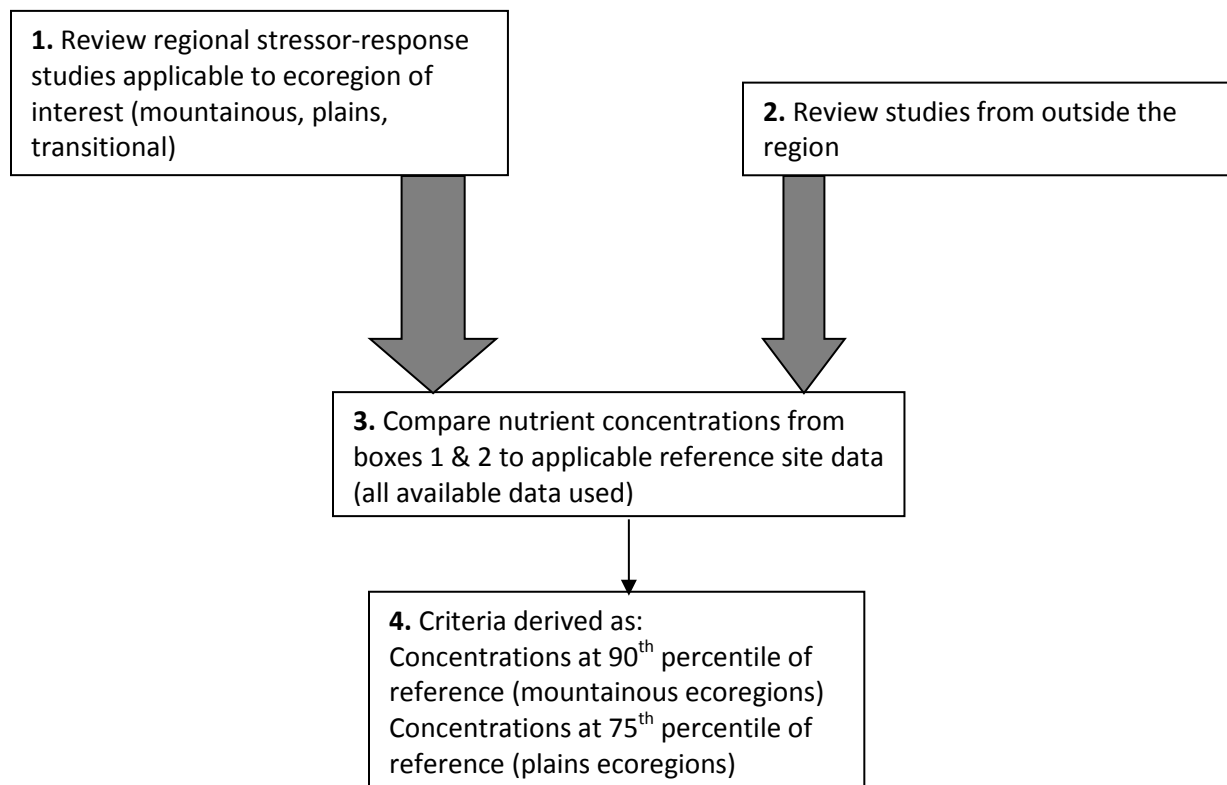 1. Review regional stressor-response
studies applicable to ecoregion of
interest (mountainous, plains,
transitional)
2. Review studies from outside the
region
3. Compare nutrient concentrations from
boxes 1 & 2 to applicable reference site data
(all available data used)
4. Criteria derived as:
Concentrations at 90th percentile of
reference (mountainous ecoregions)
Concentrations at 75th percentile of
reference (plains ecoregions)